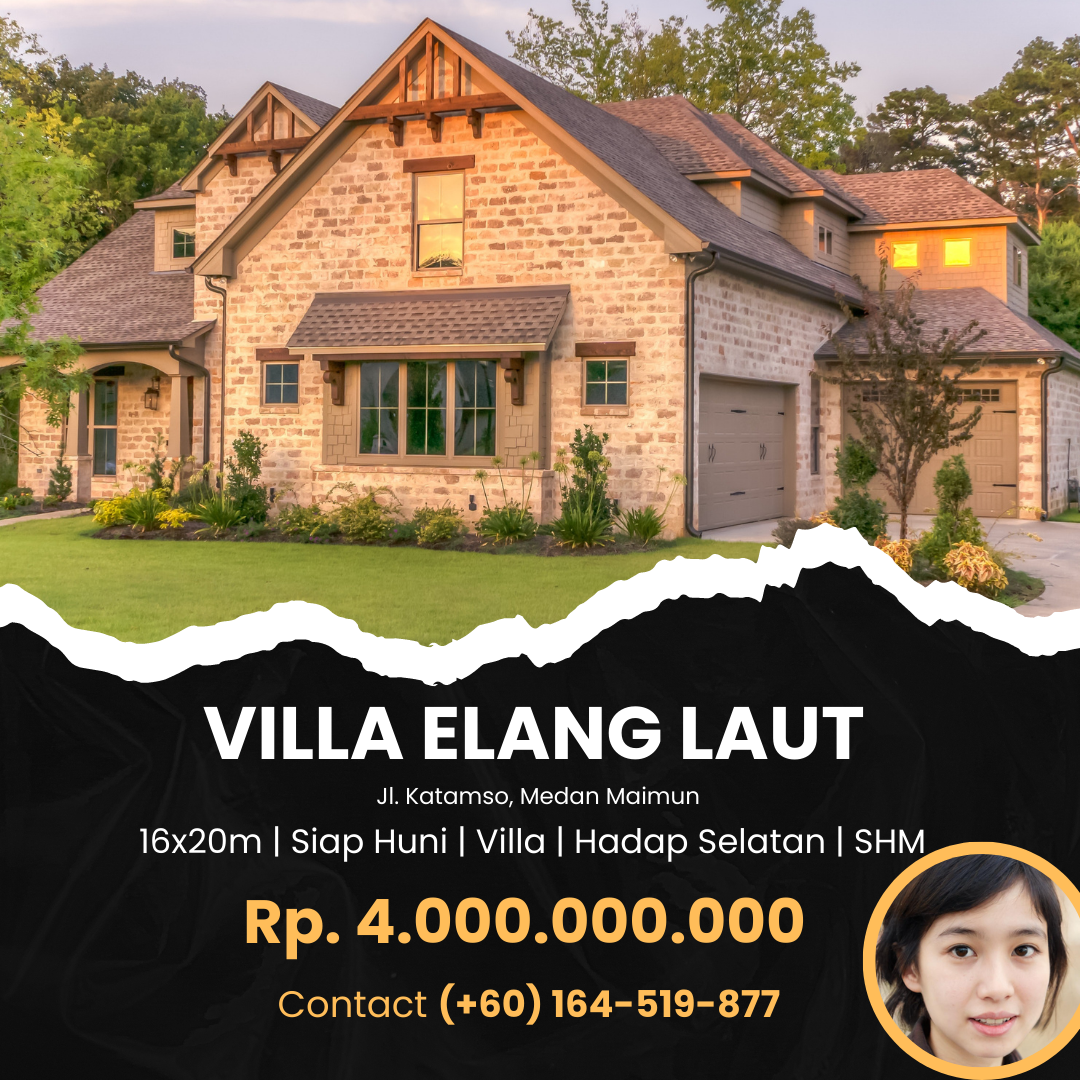 VILLA ELANG LAUT
Jl. Katamso, Medan Maimun
16x20m | Siap Huni | Villa | Hadap Selatan | SHM
Rp. 4.000.000.000
Contact (+60) 164-519-877